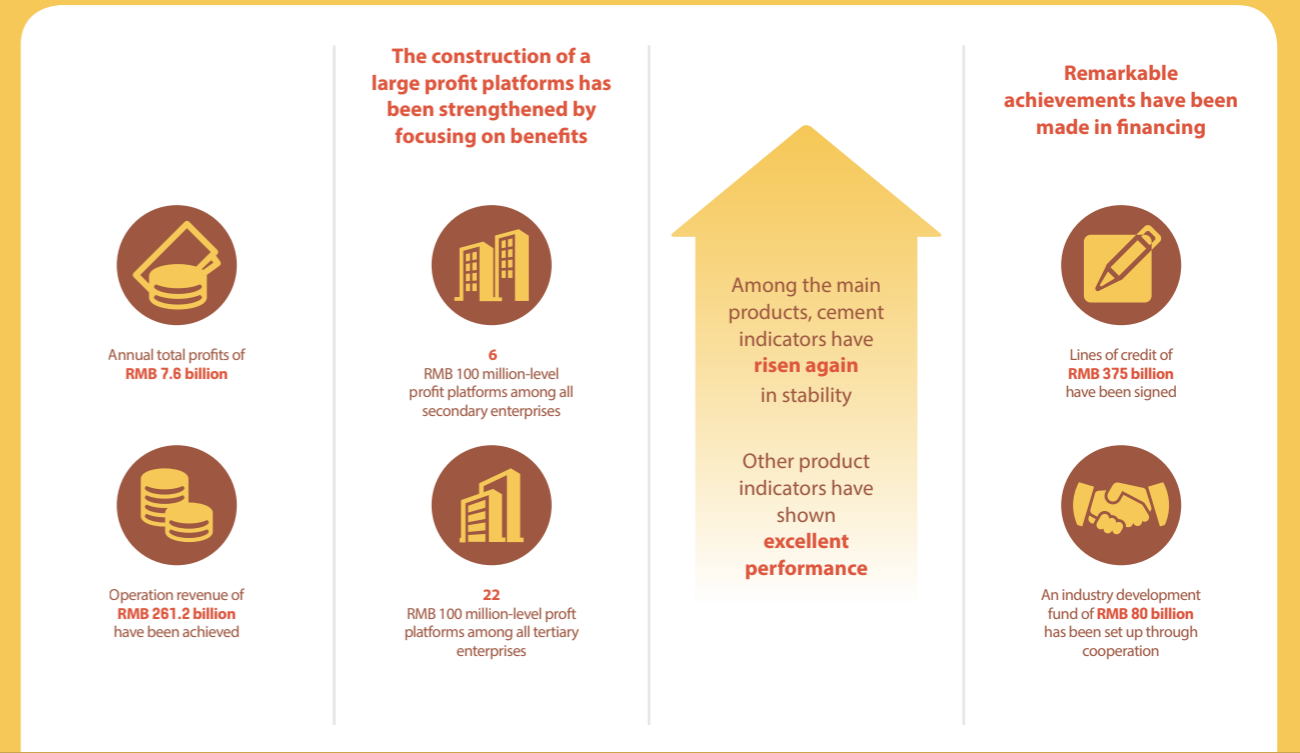 Annual total profits of
RMB 7.6 billion
Operation revenue of
RMB 261.2 billion
have been achieved
The construction of a
large profit platforms has
been strengthened by
focusing on benefits
6
RMB 100 million-level
profit platforms among all
secondary enterprises
22
RMB 100 million-level proft
platforms among all tertiary
enterprises
Among the main
products, cement
indicators have
risen again
in stability
Other product
indicators have
shown
excellent
performance
Remarkable
achievements have been
made in financing
Lines of credit of
RMB 375 billion
have been signed
An industry development
fund of RMB 80 billion
has been set up through
cooperation